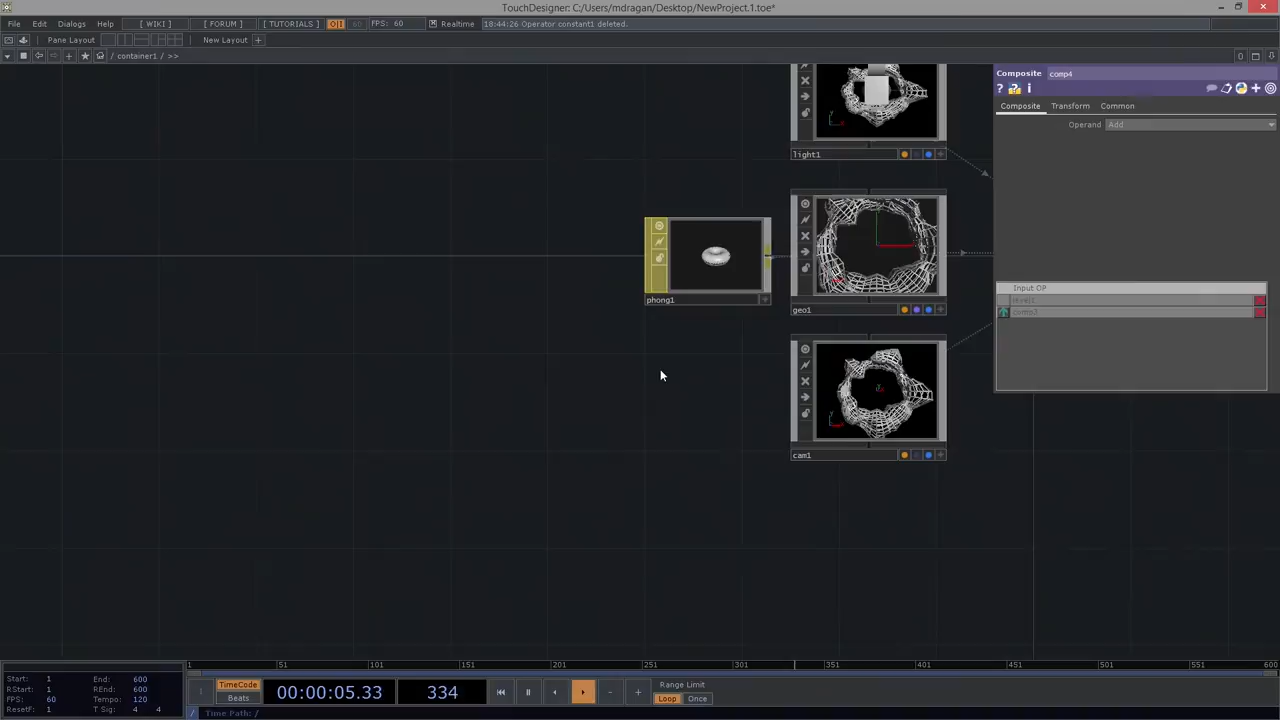 TouchDesigner: C:/Users/mdragan/Desktop/NewProject.1.toe*
File Edit Dialogs Help [ WIKI ] [ FORUM ] [ TUTORIALS ] O|I 60 FPS: 60 Realtime 18:44:26 Operator constant1 deleted.
Pane Layout New Layout +
/ container1 / >>
Composite comp4
? i
Composite Transform Common
Operand Add
light1
phong1
geo1
cam1
Input OP
level1
comp3
1 51 101 151 201 251 301 351 401 451 501 551 600
Start: 1 End: 600
RStart: 1 REnd: 600
FPS: 60 Tempo: 120
ResetF: 1 T Sig: 4 4
TimeCode
Beats
00:00:05.33
334
Range Limit
Loop Once
/ Time Path: /